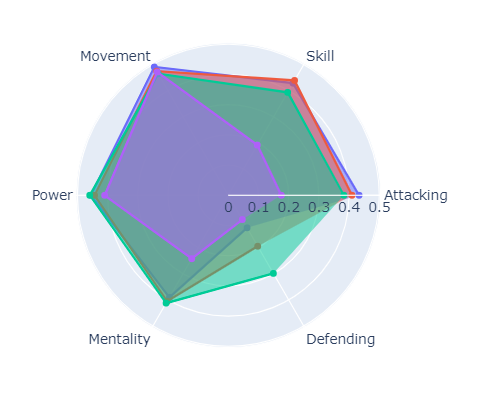 Movement Skill
Power 0 0.1 0.2 0.3 0.4 0.5 Attacking
Mentality Defending